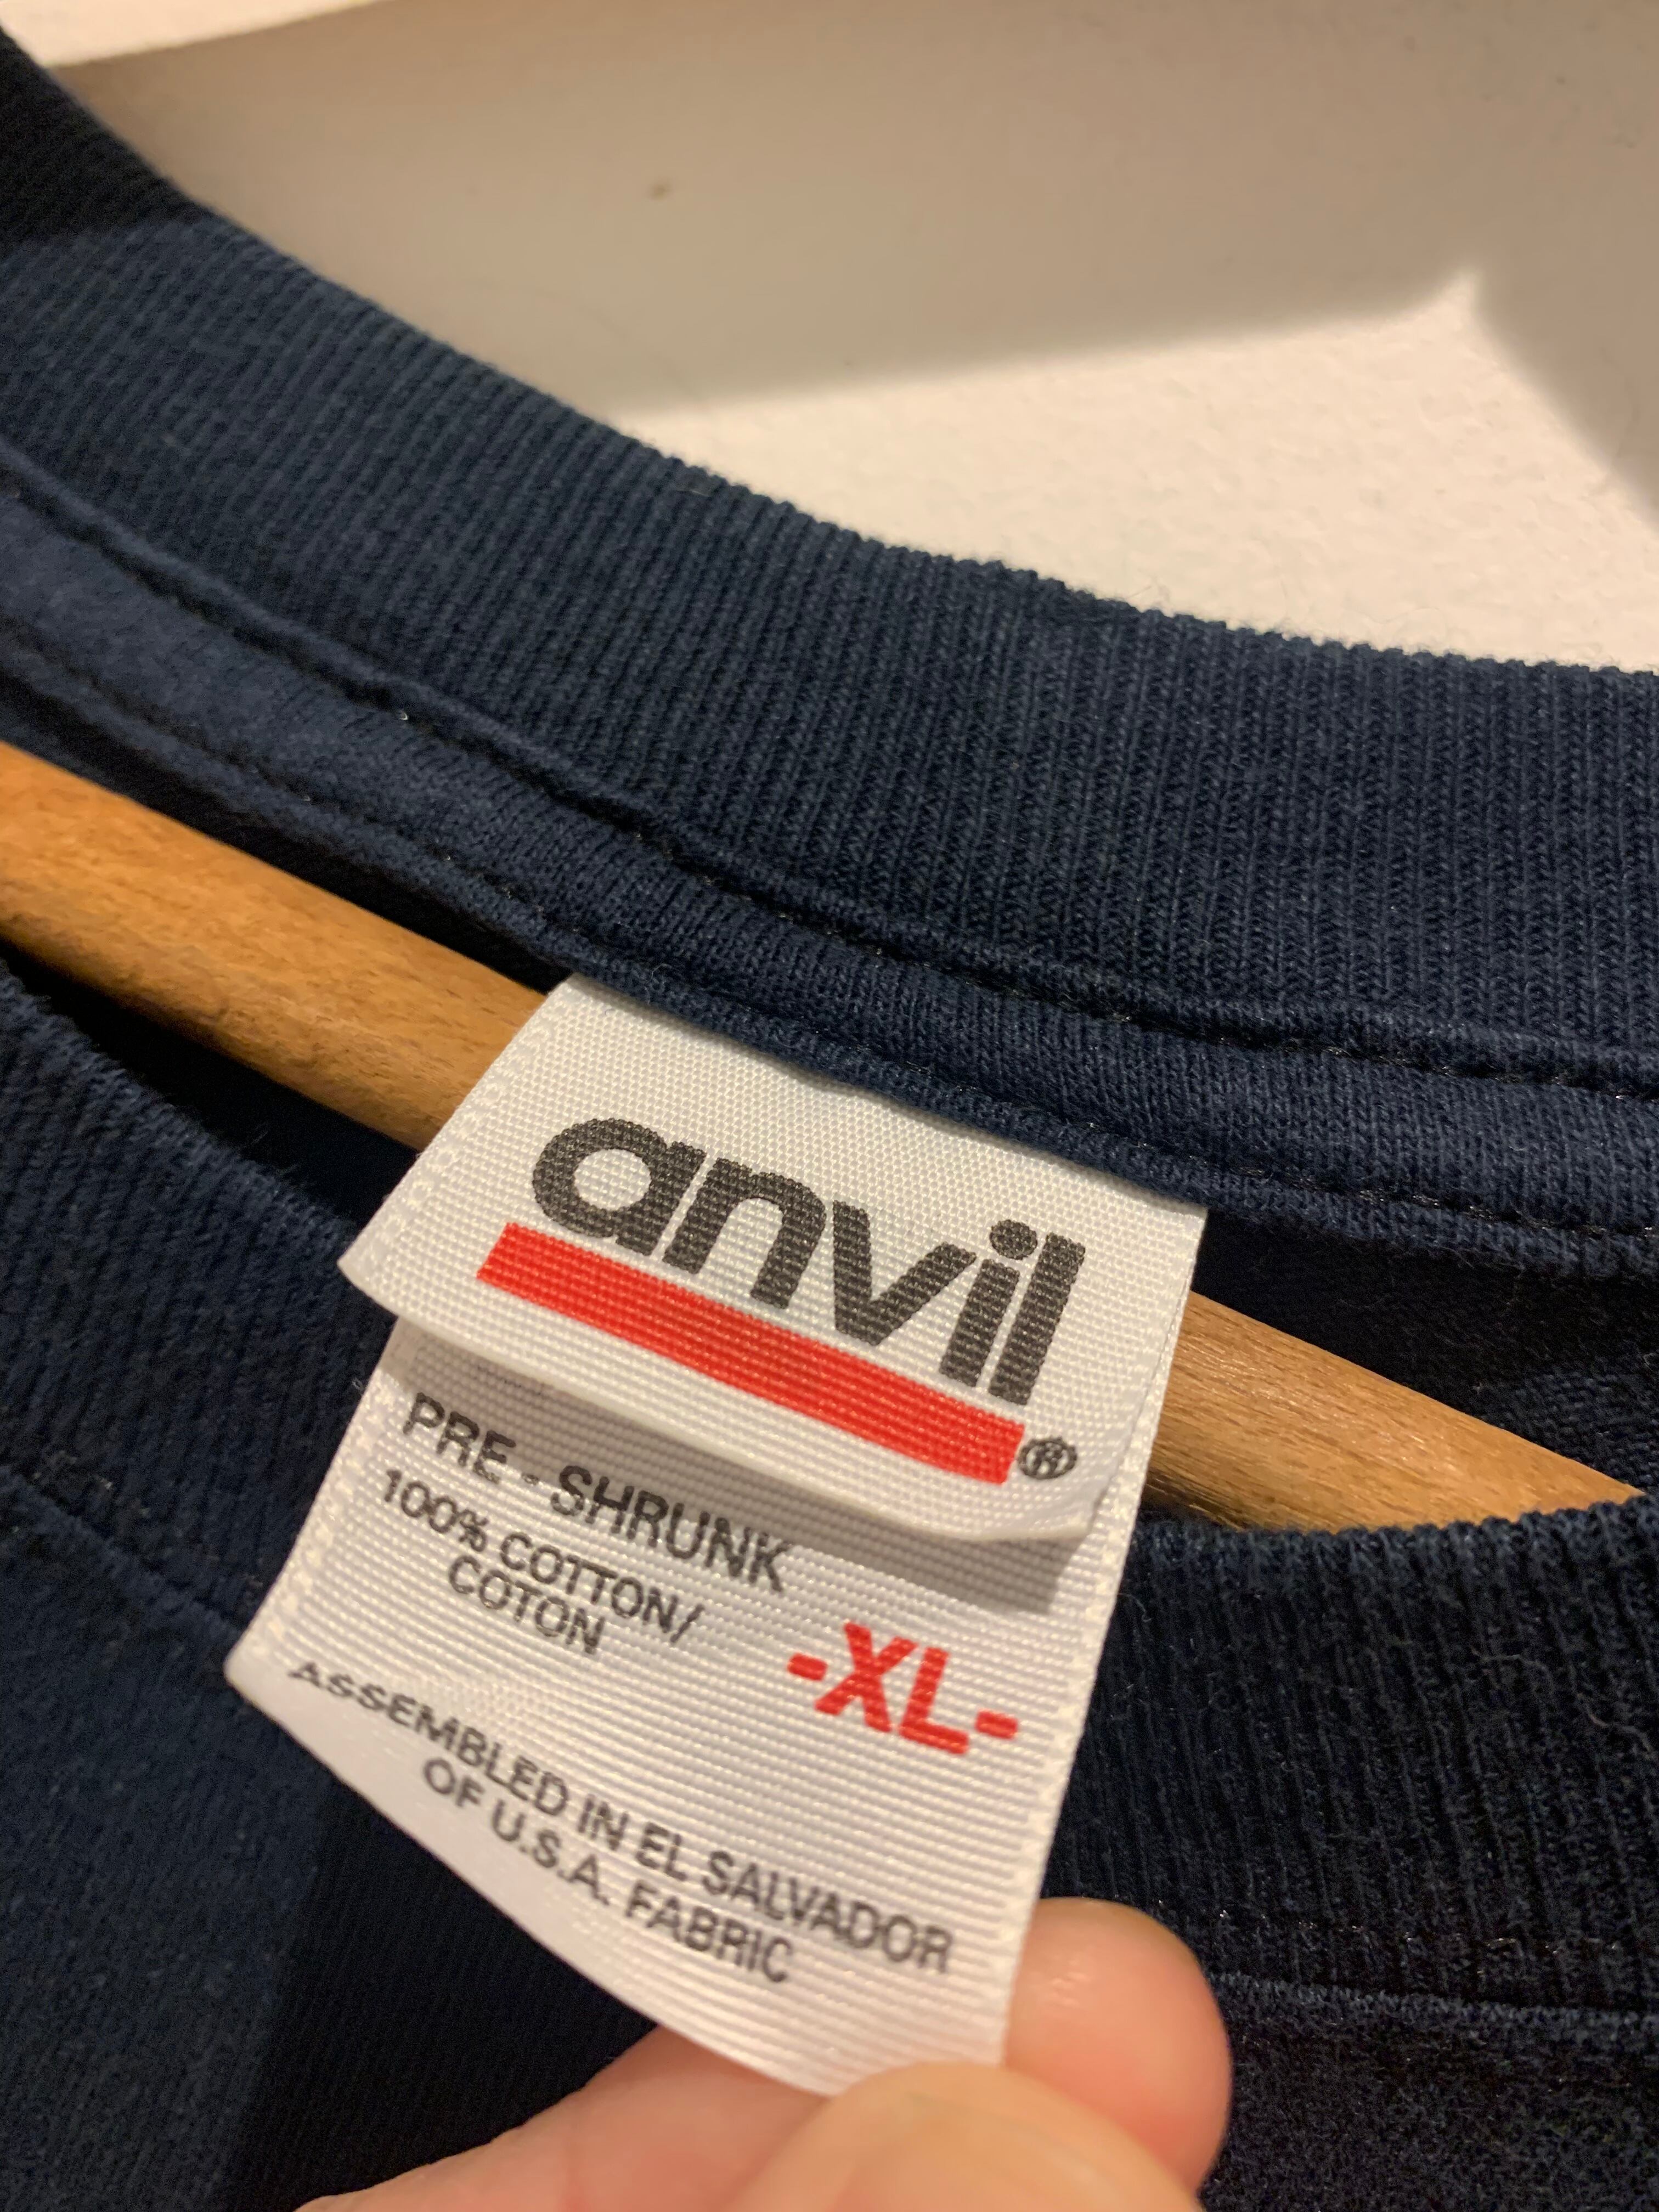 anvil
®
PRE - SHRUNK
100% COTTON/
COTON
-XL-
ASSEMBLED IN EL SALVADOR
OF U.S.A. FABRIC